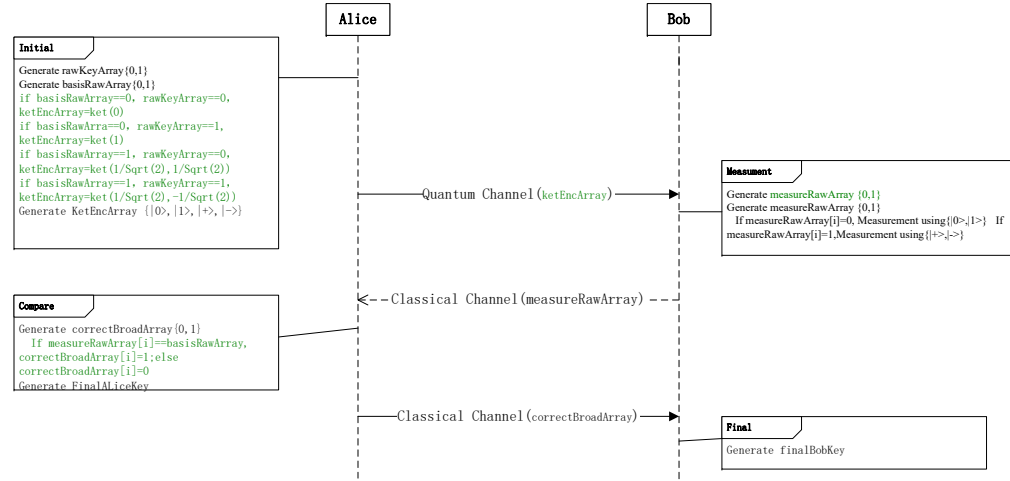 Alice
Bob
Initial
Generate rawKeyArray{0,1}
Generate basisRawArray{0,1}
if basisRawArray==0, rawKeyArray==0,
ketEncArray=ket(0)
if basisRawArra==0, rawKeyArray==1,
ketEncArray=ket(1)
if basisRawArray==1, rawKeyArray==0,
ketEncArray=ket(1/Sqrt(2),1/Sqrt(2))
if basisRawArray==1, rawKeyArray==1,
ketEncArray=ket(1/Sqrt(2),-1/Sqrt(2))
Generate KetEncArray {|0>,|1>,|+>,|->}
Quantum Channel(ketEncArray)
Measument
Generate measureRawArray {0,1}
Generate measureRawArray {0,1}
If measureRawArray[i]=0, Measurement using{|0>,|1>} If
measureRawArray[i]=1,Measurement using{|+>,|->}
Classical Channel(measureRawArray)
Compare
Generate correctBroadArray{0,1}
If measureRawArray[i]==basisRawArray,
correctBroadArray[i]=1;else
correctBroadArray[i]=0
Generate FinalALiceKey
Classical Channel(correctBroadArray)
Final
Generate finalBobKey